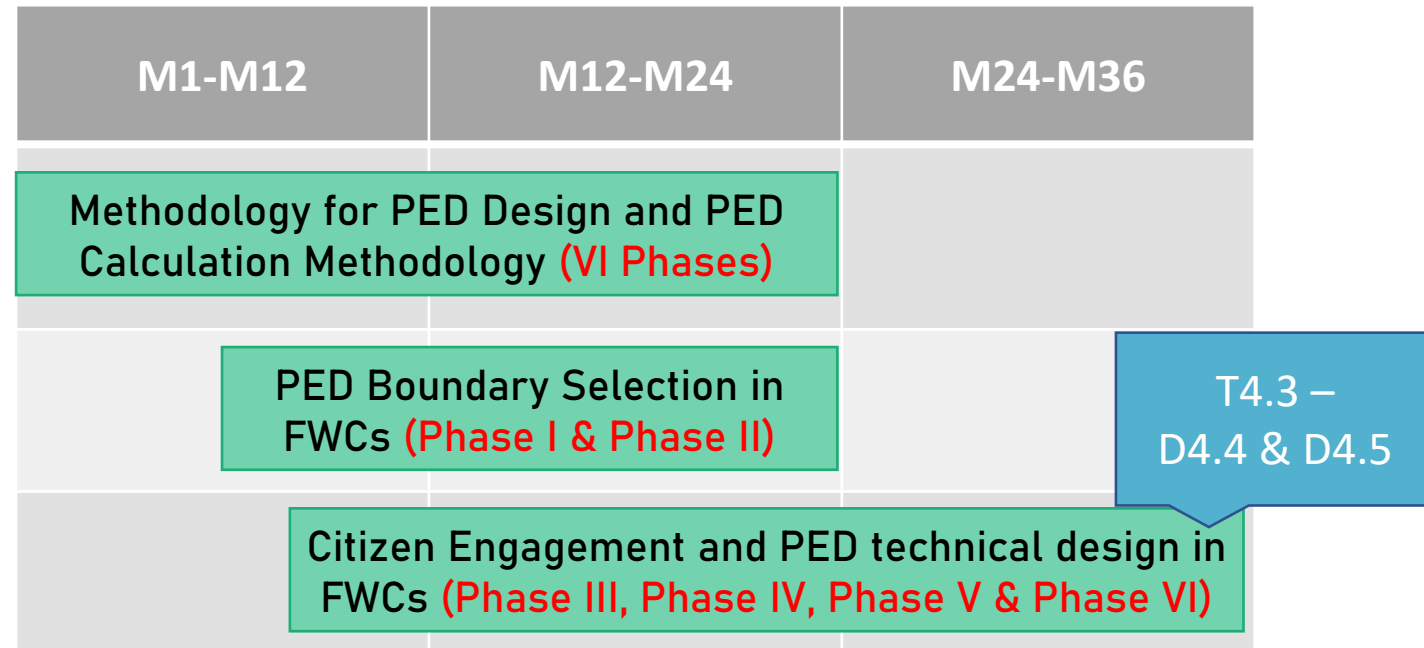 M1-M12
M12-M24
M24-M36
Methodology for PED Design and PED
Calculation Methodology (VI Phases)
PED Boundary Selection in
FWCs (Phase I & Phase II)
T4.3 –
D4.4 & D4.5
Citizen Engagement and PED technical design in
FWCs (Phase III, Phase IV, Phase V & Phase VI)